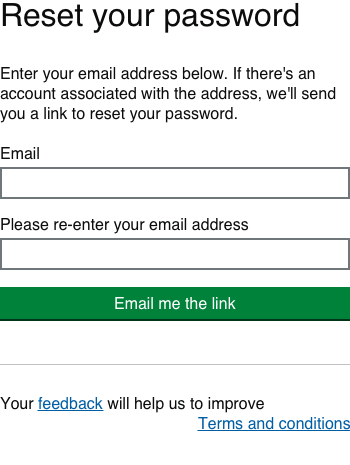 Reset your password
Enter your email address below. If there's an
account associated with the address, we'll send
you a link to reset your password.
Email
Please re-enter your email address
Email me the link
Your feedback will help us to improve
Terms and conditions